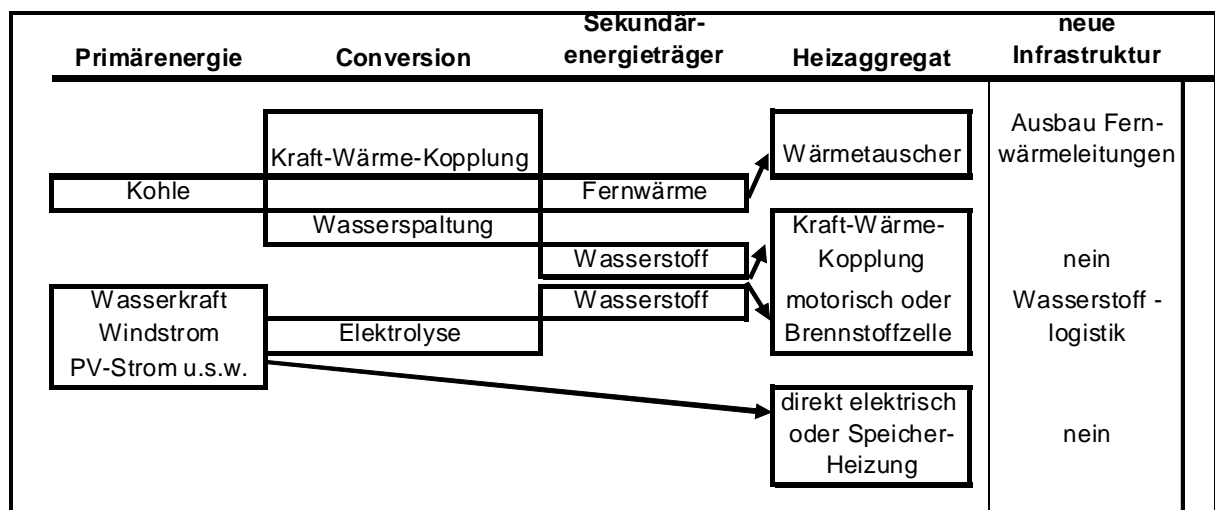 Sekundär-
neue
Primärenergie Conversion energieträger Heizaggregat Infrastruktur
Ausbau Fern-
Kraft-Wärme-Kopplung Wärmetauscher wärmeleitungen
Kohle Fernwärme
Wasserspaltung Kraft-Wärme-
Wasserstoff Kopplung nein
Wasserkraft Wasserstoff motorisch oder Wasserstoff -
Windstrom Elektrolyse Brennstoffzelle logistik
PV-Strom u.s.w.
direkt elektrisch
oder Speicher- nein
Heizung